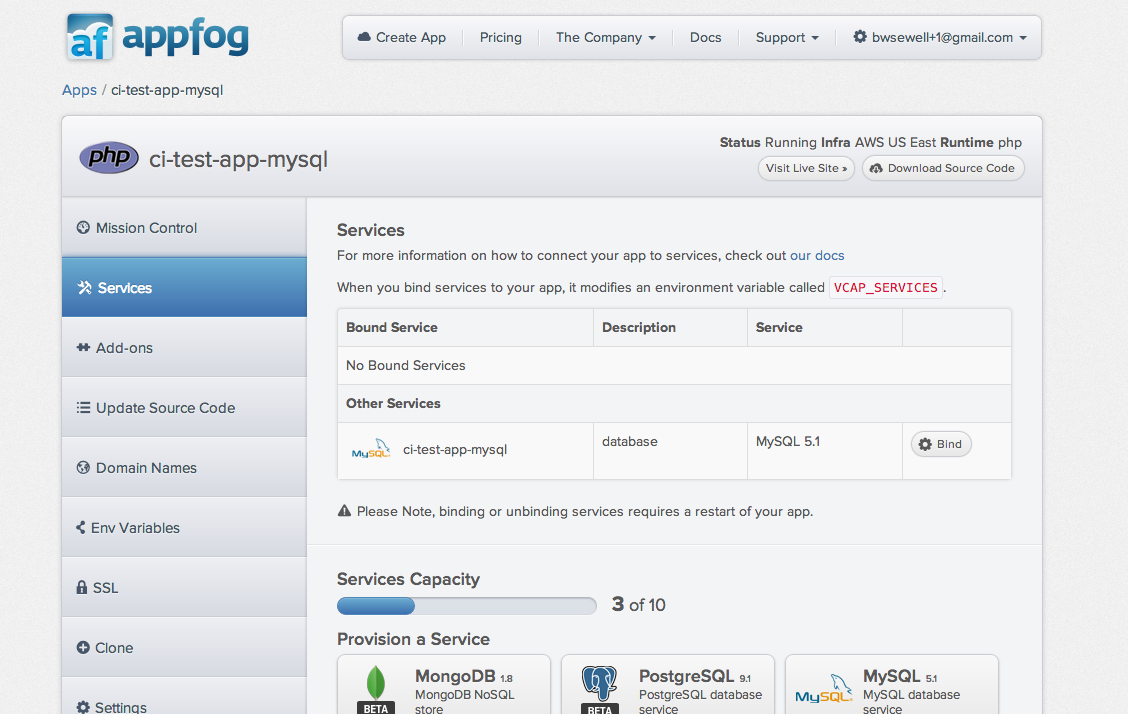 af appfog
Create App Pricing The Company Docs Support bwsewell+1@gmail.com
Apps / ci-test-app-mysql
php ci-test-app-mysql
Status Running Infra AWS US East Runtime php
Visit Live Site » Download Source Code
Mission Control
Services
Add-ons
Update Source Code
Domain Names
Env Variables
SSL
Clone
Settings
Services
For more information on how to connect your app to services, check out our docs
When you bind services to your app, it modifies an environment variable called VCAP_SERVICES.
Bound Service Description Service
No Bound Services
Other Services
MySQL ci-test-app-mysql database MySQL 5.1 Bind
Please Note, binding or unbinding services requires a restart of your app.
Services Capacity
3 of 10
Provision a Service
MongoDB 1.8
MongoDB NoSQL
store
BETA
PostgreSQL 9.1
PostgreSQL database
service
BETA
MySQL
MySQL 5.1
MySQL database
service